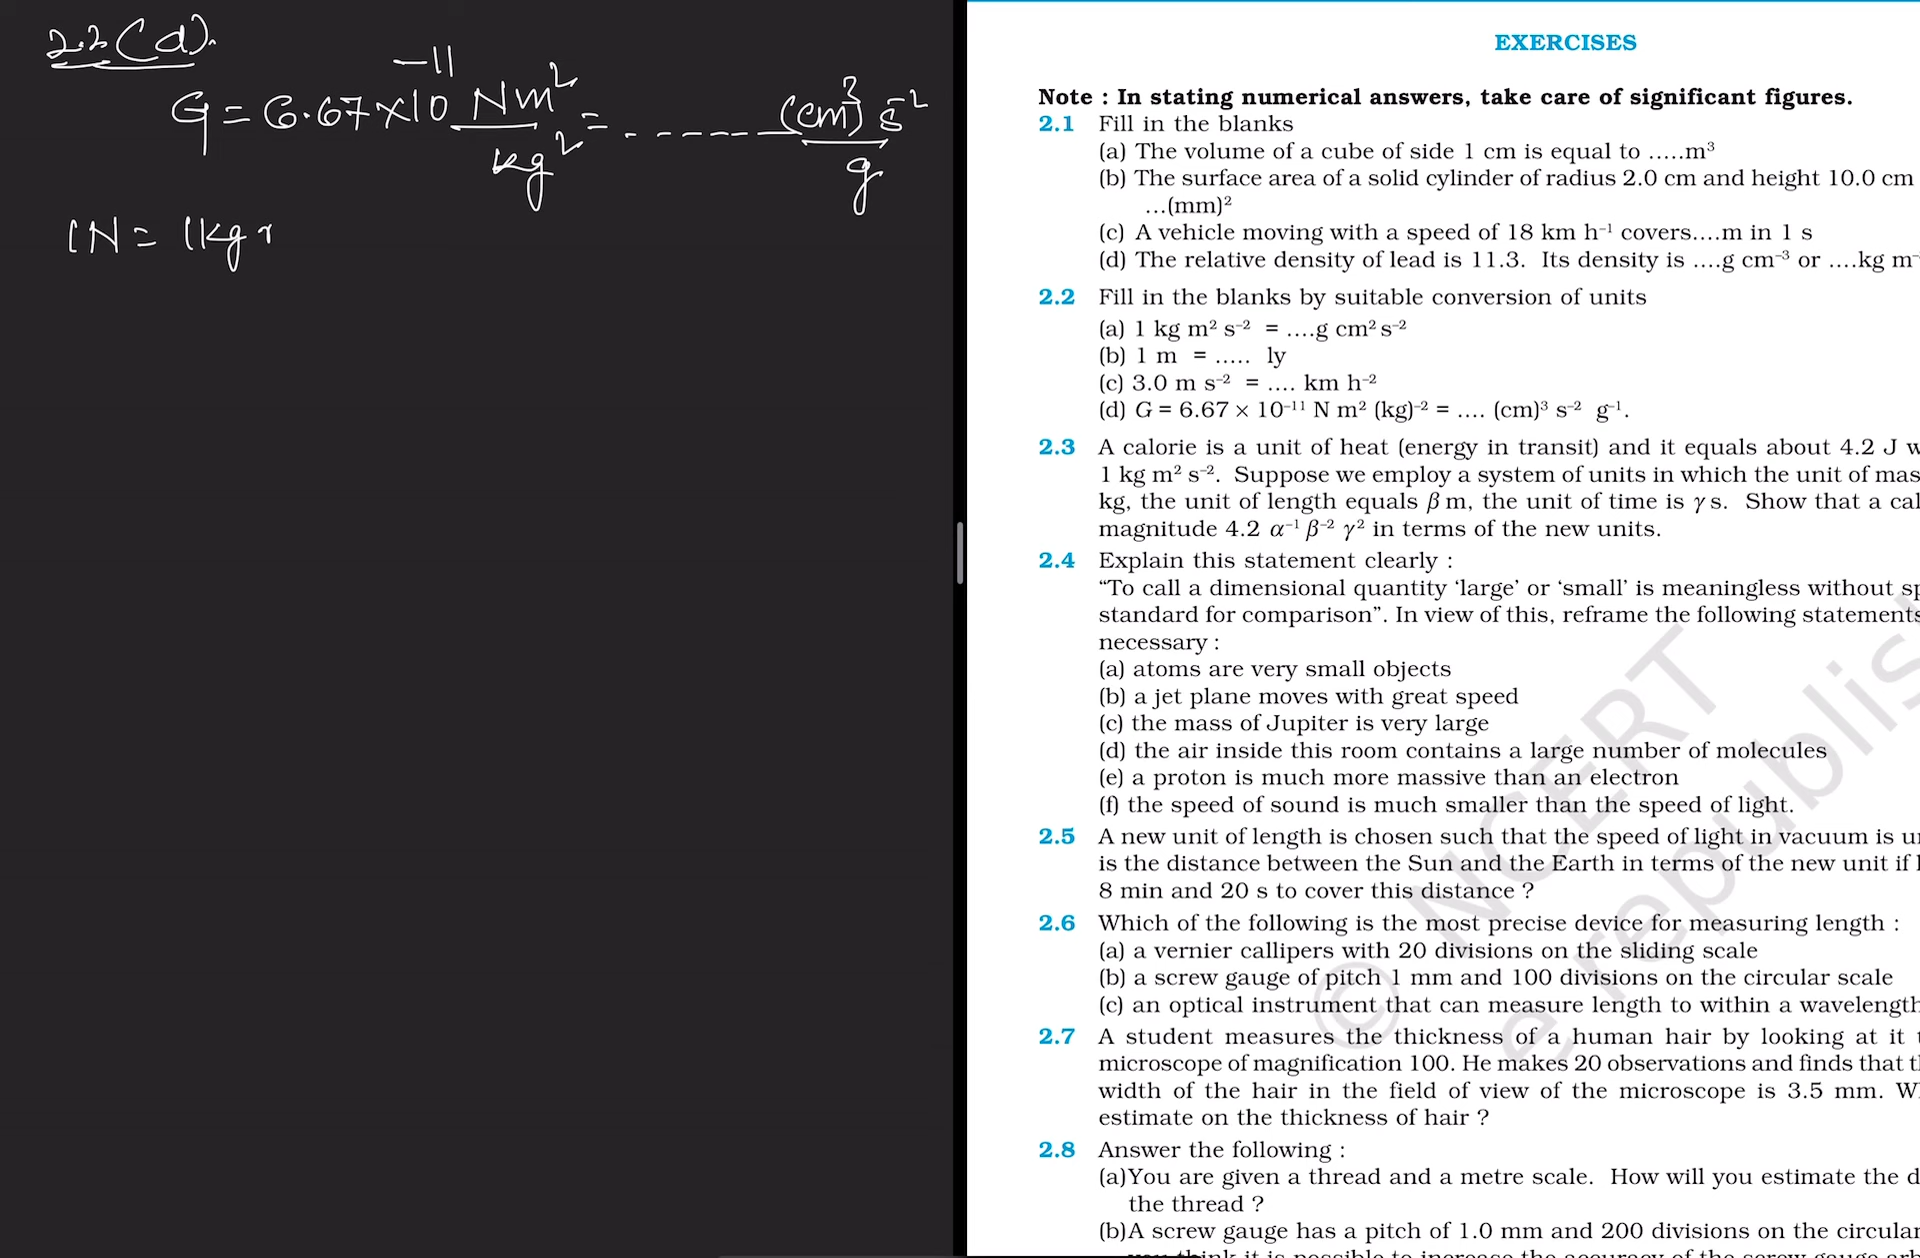 2.2(d).
G = 6.67 × 10⁻¹¹ Nm²/kg² = ........ (cm)³ s⁻²/g
1N = 1kg
EXERCISES
Note : In stating numerical answers, take care of significant figures.
2.1 Fill in the blanks
(a) The volume of a cube of side 1 cm is equal to .....m³
(b) The surface area of a solid cylinder of radius 2.0 cm and height 10.0 cm
...(mm)²
(c) A vehicle moving with a speed of 18 km h⁻¹ covers....m in 1 s
(d) The relative density of lead is 11.3. Its density is ....g cm⁻³ or ....kg m⁻
2.2 Fill in the blanks by suitable conversion of units
(a) 1 kg m² s⁻² = ....g cm² s⁻²
(b) 1 m = ..... ly
(c) 3.0 m s⁻² = .... km h⁻²
(d) G = 6.67 × 10⁻¹¹ N m² (kg)⁻² = .... (cm)³ s⁻² g⁻¹.
2.3 A calorie is a unit of heat (energy in transit) and it equals about 4.2 J
1 kg m² s⁻². Suppose we employ a system of units in which the unit of
kg, the unit of length equals β m, the unit of time is γ s. Show that a
magnitude 4.2 α⁻¹ β⁻² γ² in terms of the new units.
2.4 Explain this statement clearly :
“To call a dimensional quantity ‘large’ or ‘small’ is meaningless without
standard for comparison”. In view of this, reframe the following statements
necessary :
(a) atoms are very small objects
(b) a jet plane moves with great speed
(c) the mass of Jupiter is very large
(d) the air inside this room contains a large number of molecules
(e) a proton is much more massive than an electron
(f) the speed of sound is much smaller than the speed of light.
2.5 A new unit of length is chosen such that the speed of light in vacuum is
is the distance between the Sun and the Earth in terms of the new unit if
8 min and 20 s to cover this distance ?
2.6 Which of the following is the most precise device for measuring length :
(a) a vernier callipers with 20 divisions on the sliding scale
(b) a screw gauge of pitch 1 mm and 100 divisions on the circular scale
(c) an optical instrument that can measure length to within a wavelength
2.7 A student measures the thickness of a human hair by looking at it
microscope of magnification 100. He makes 20 observations and finds that
width of the hair in the field of view of the microscope is 3.5 mm.
estimate on the thickness of hair ?
2.8 Answer the following :
(a)You are given a thread and a metre scale. How will you estimate the
the thread ?
(b)A screw gauge has a pitch of 1.0 mm and 200 divisions on the circular
© NCERT